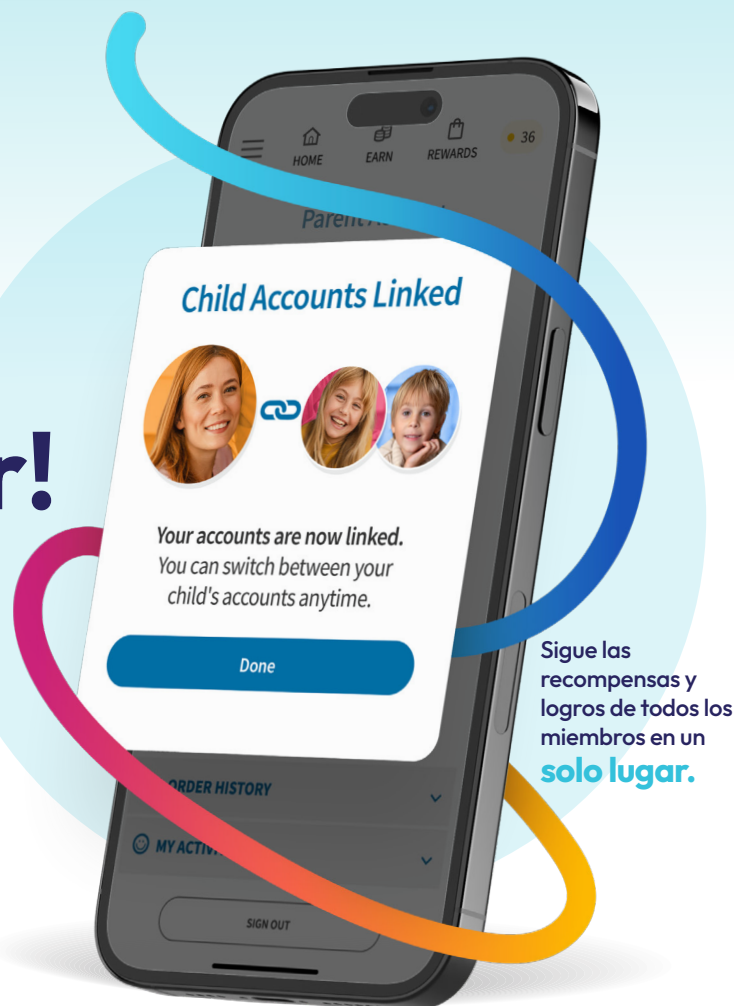 HOME
EARN
REWARDS
36
Parent
Child Accounts Linked
r!
Your accounts are now linked.
You can switch between your
child's accounts anytime.
Done
Sigue las
recompensas y
logros de todos los
miembros en un
solo lugar.
ORDER HISTORY
MY
SIGN OUT